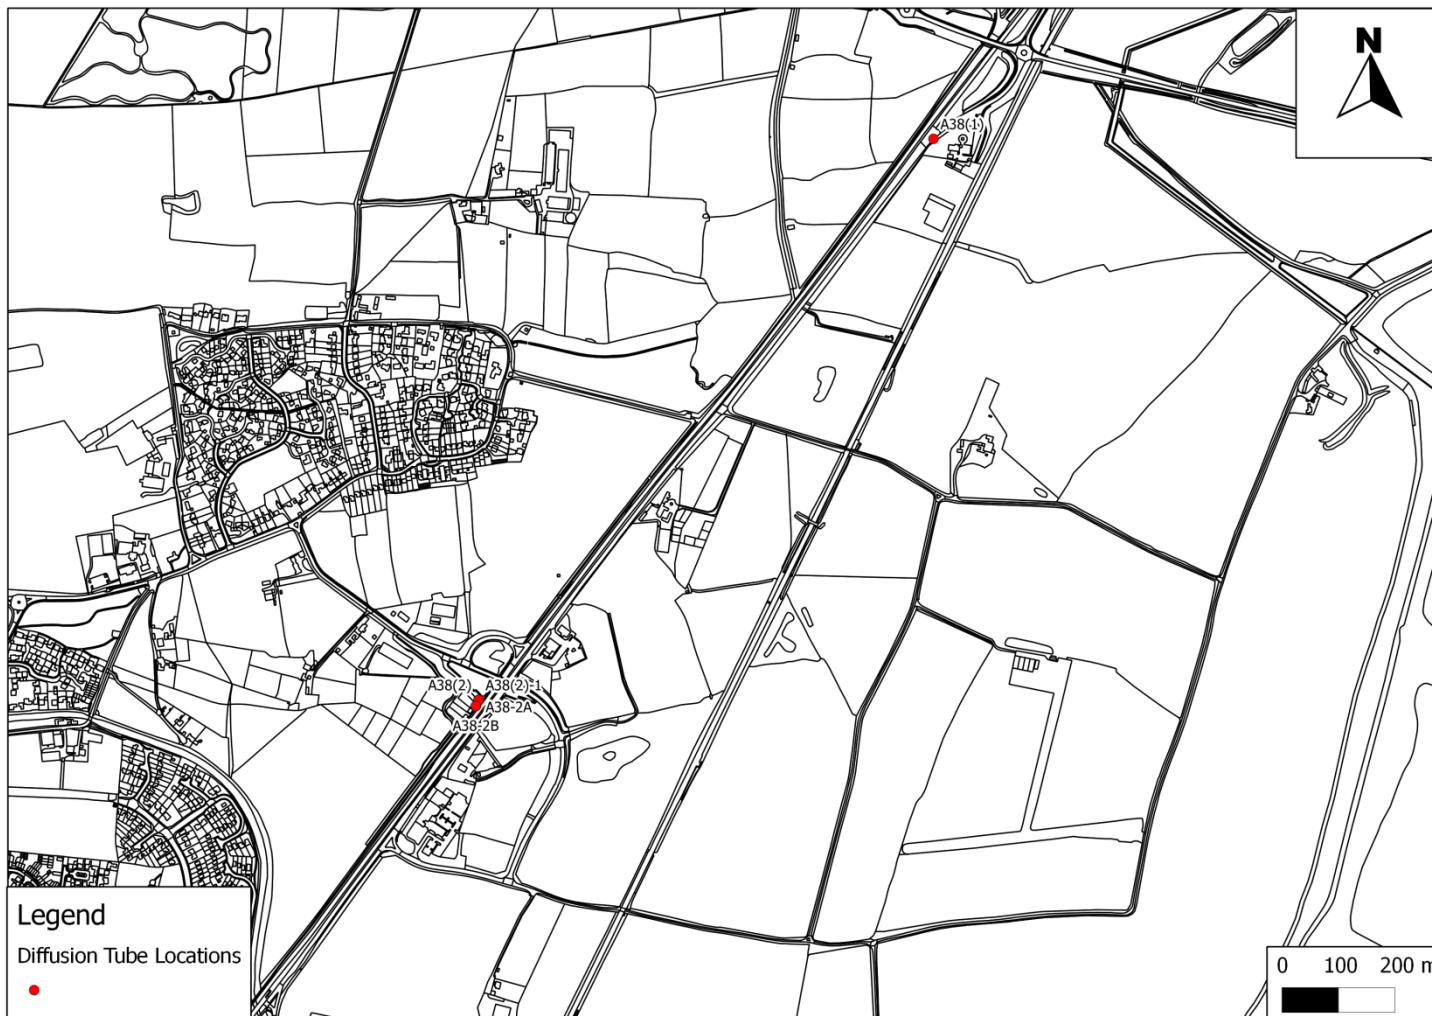 N
A38(1)
A38(2) A38(2)-1
A38-2A
A38-2B
Legend
Diffusion Tube Locations
0 100 200 m